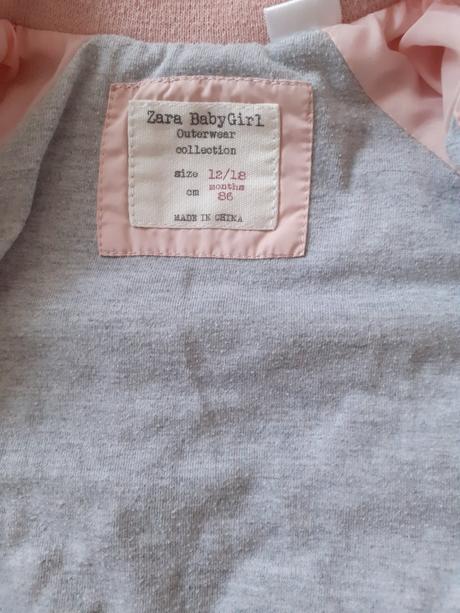 Zara BabyGirl
Outerwear
collection
size 12/18
months
cm 86
MADE IN CHINA